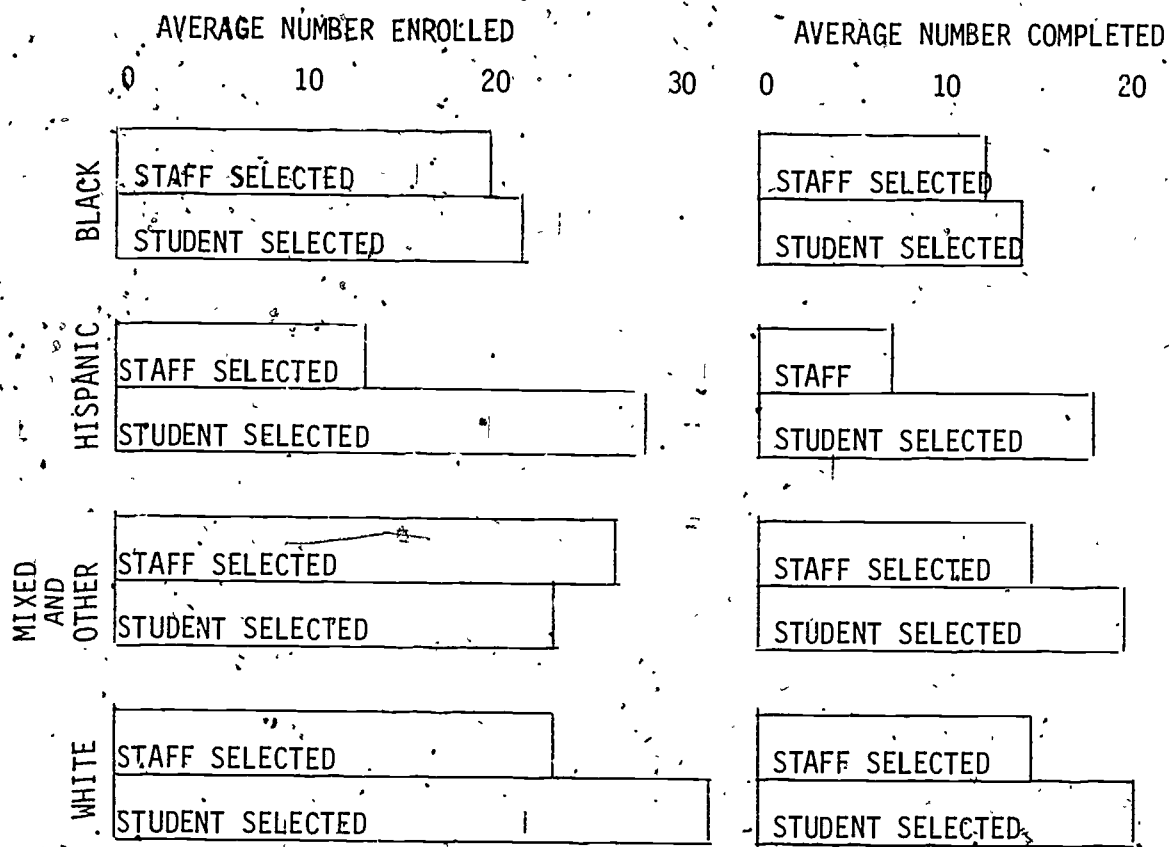 AVERAGE NUMBER ENROLLED
0 10 20 30
BLACK
STAFF SELECTED
STUDENT SELECTED
HISPANIC
STAFF SELECTED
STUDENT SELECTED
MIXED
AND
OTHER
STAFF SELECTED
STUDENT SELECTED
WHITE
STAFF SELECTED
STUDENT SELECTED
AVERAGE NUMBER COMPLETED
0 10 20
STAFF SELECTED
STUDENT SELECTED
STAFF
STUDENT SELECTED
STAFF SELECTED
STUDENT SELECTED
STAFF SELECTED
STUDENT SELECTED